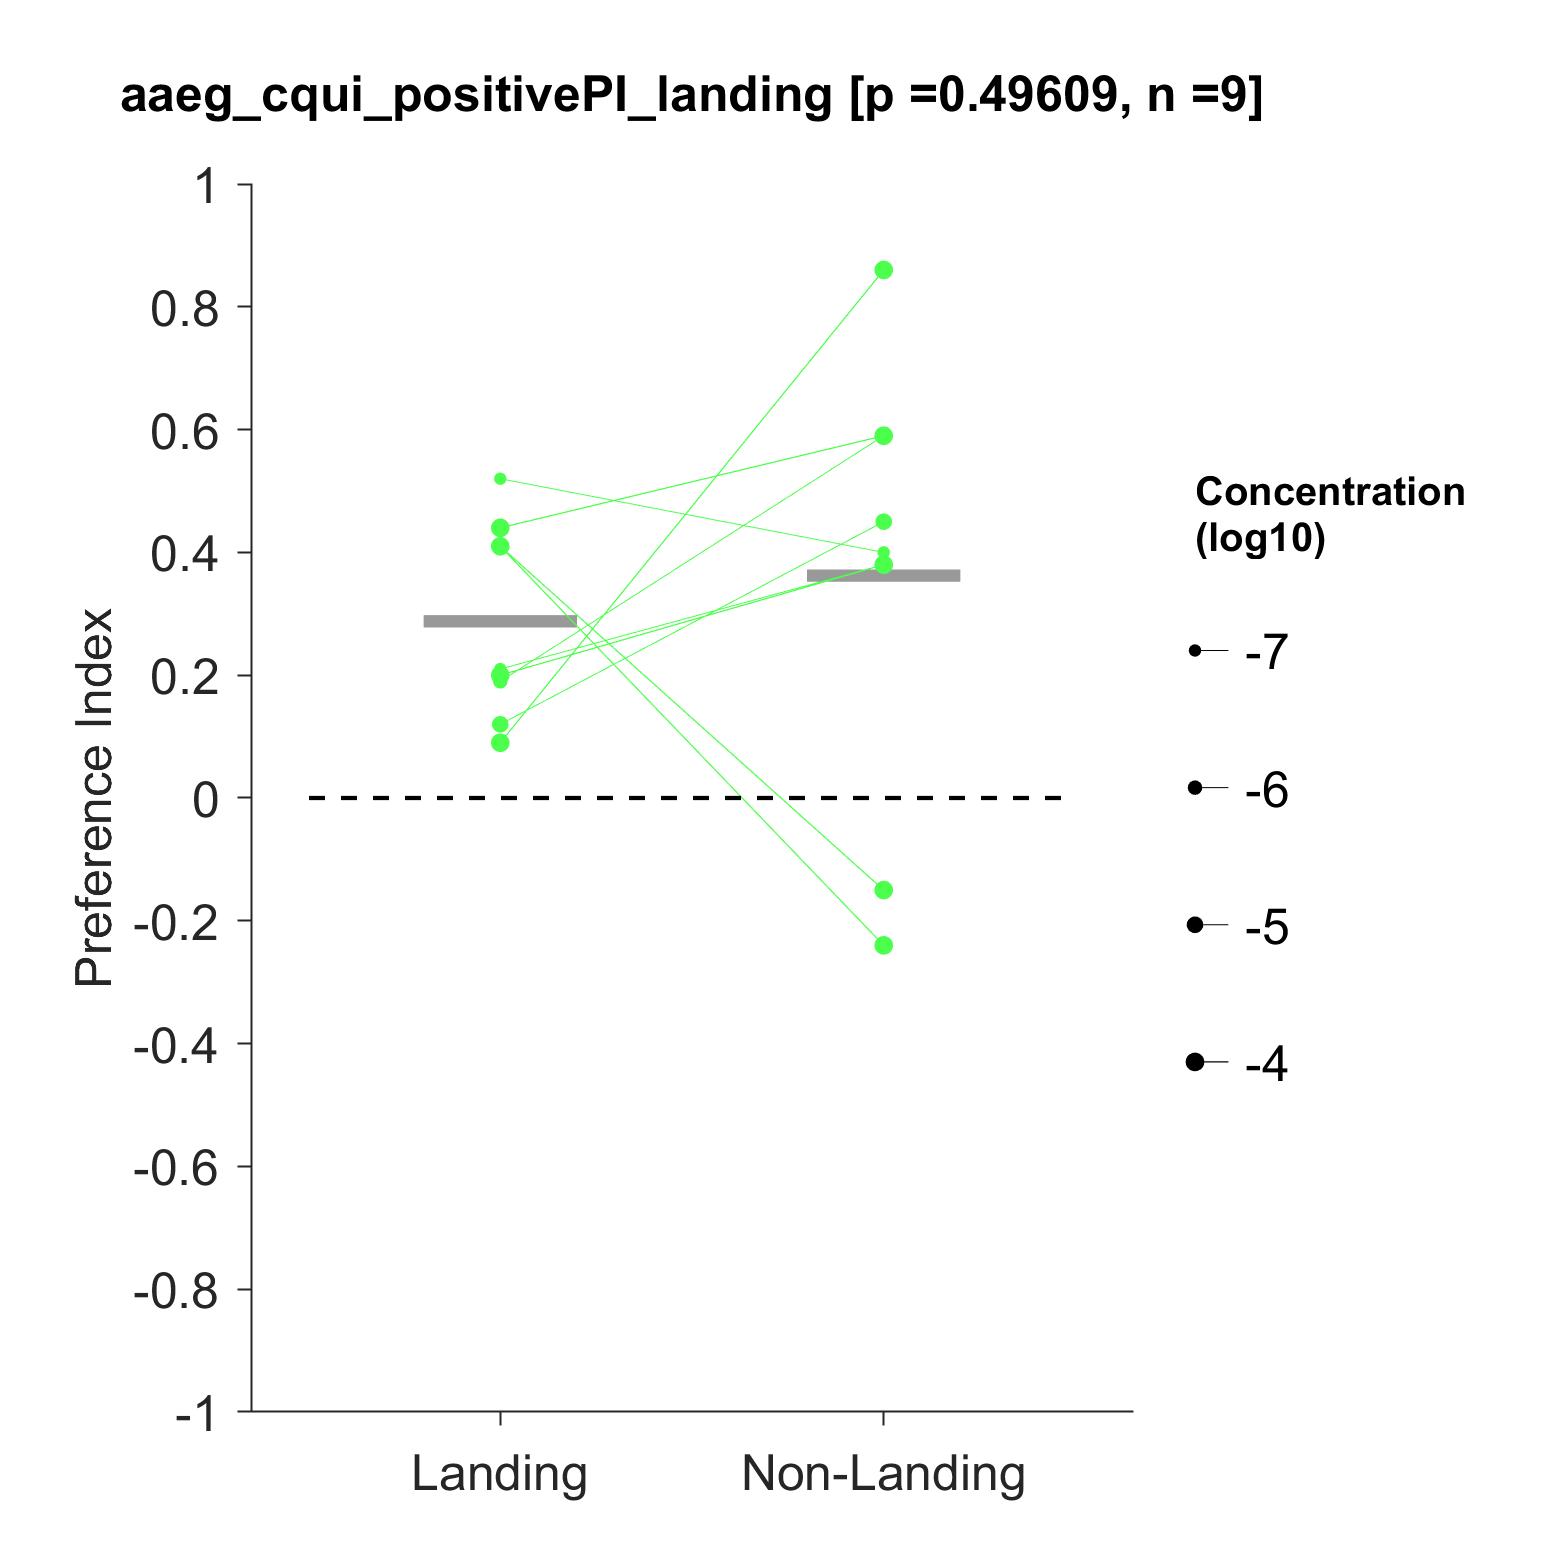 aaeg_cqui_positivePI_landing [p =0.49609, n =9]
1
0.8
0.6
0.4
0.2
0
-0.2
-0.4
-0.6
-0.8
-1
Preference Index
Landing
Non-Landing
Concentration
(log10)
-7
-6
-5
-4